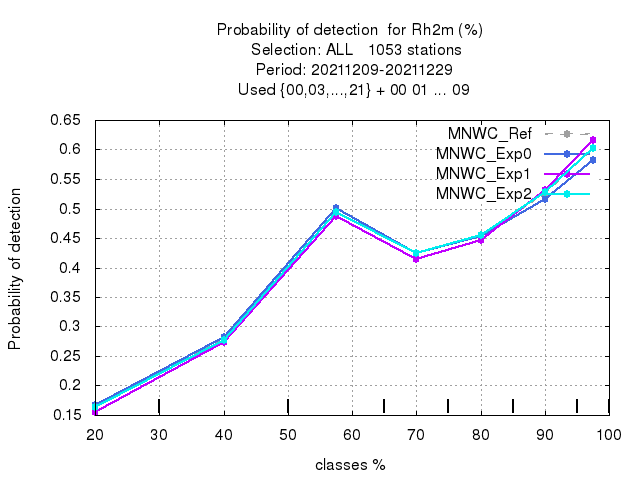 Probability of detection  for Rh2m (%)
Selection: ALL   1053 stations
Period: 20211209-20211229
Used {00,03,...,21} + 00 01 ... 09
Probability of detection
0.65
0.6
0.55
0.5
0.45
0.4
0.35
0.3
0.25
0.2
0.15
MNWC_Ref
MNWC_Exp0
MNWC_Exp1
MNWC_Exp2
20 30 40 50 60 70 80 90 100
classes %